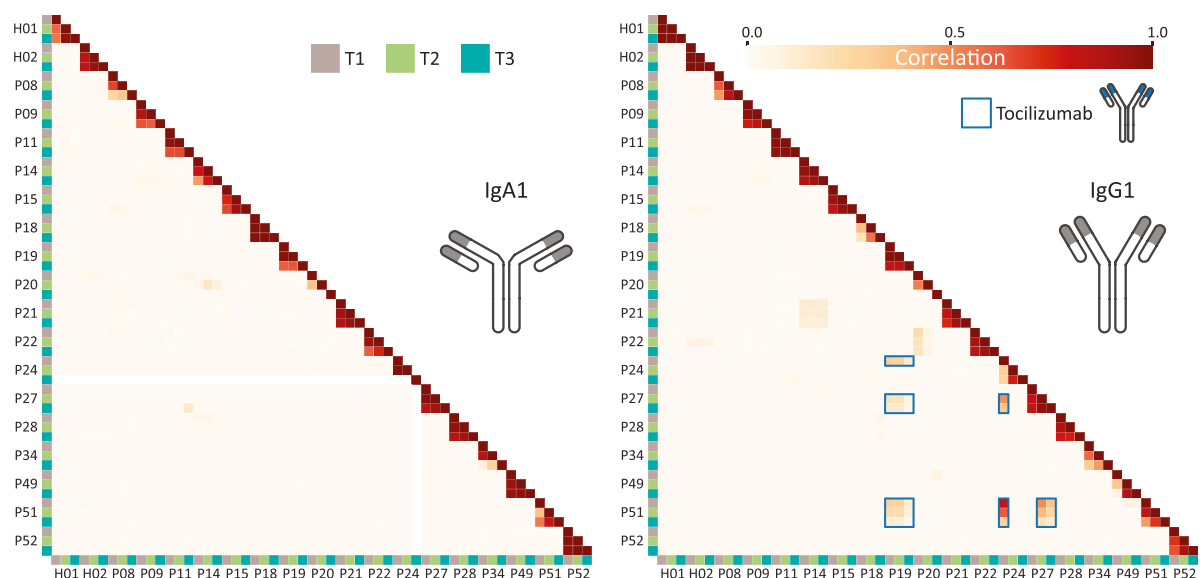 T1 T2 T3
IgA1
H01
H02
P08
P09
P11
P14
P15
P18
P19
P20
P21
P22
P24
P27
P28
P34
P49
P51
P52
H01 H02 P08 P09 P11 P14 P15 P18 P19 P20 P21 P22 P24 P27 P28 P34 P49 P51 P52
0.0 0.5 1.0
Correlation
Tocilizumab
IgG1
H01
H02
P08
P09
P11
P14
P15
P18
P19
P20
P21
P22
P24
P27
P28
P34
P49
P51
P52
H01 H02 P08 P09 P11 P14 P15 P18 P19 P20 P21 P22 P24 P27 P28 P34 P49 P51 P52